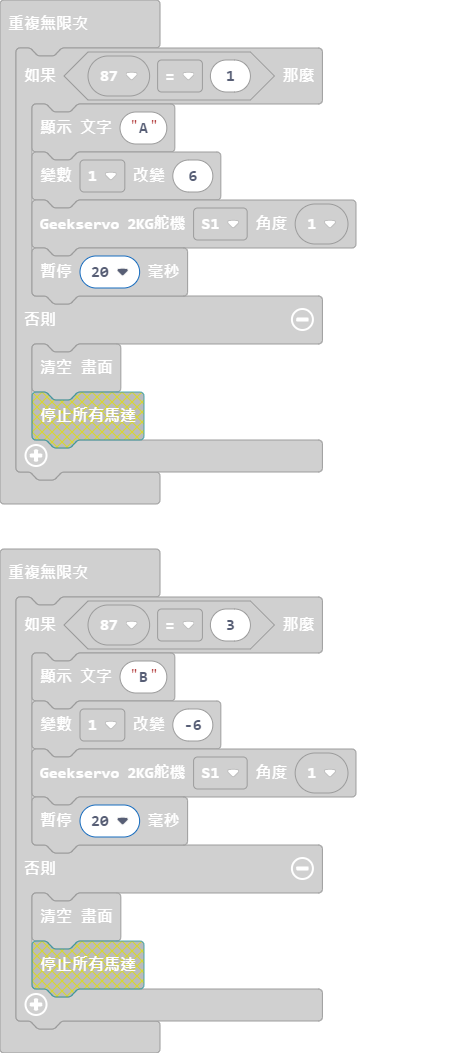 重複無限次
如果 87 = 1 那麼
顯示 文字 "A"
變數 1 改變 6
Geekservo 2KG舵機 S1 角度 1
暫停 20 毫秒
否則
清空 畫面
停止所有馬達
重複無限次
如果 87 = 3 那麼
顯示 文字 "B"
變數 1 改變 -6
Geekservo 2KG舵機 S1 角度 1
暫停 20 毫秒
否則
清空 畫面
停止所有馬達